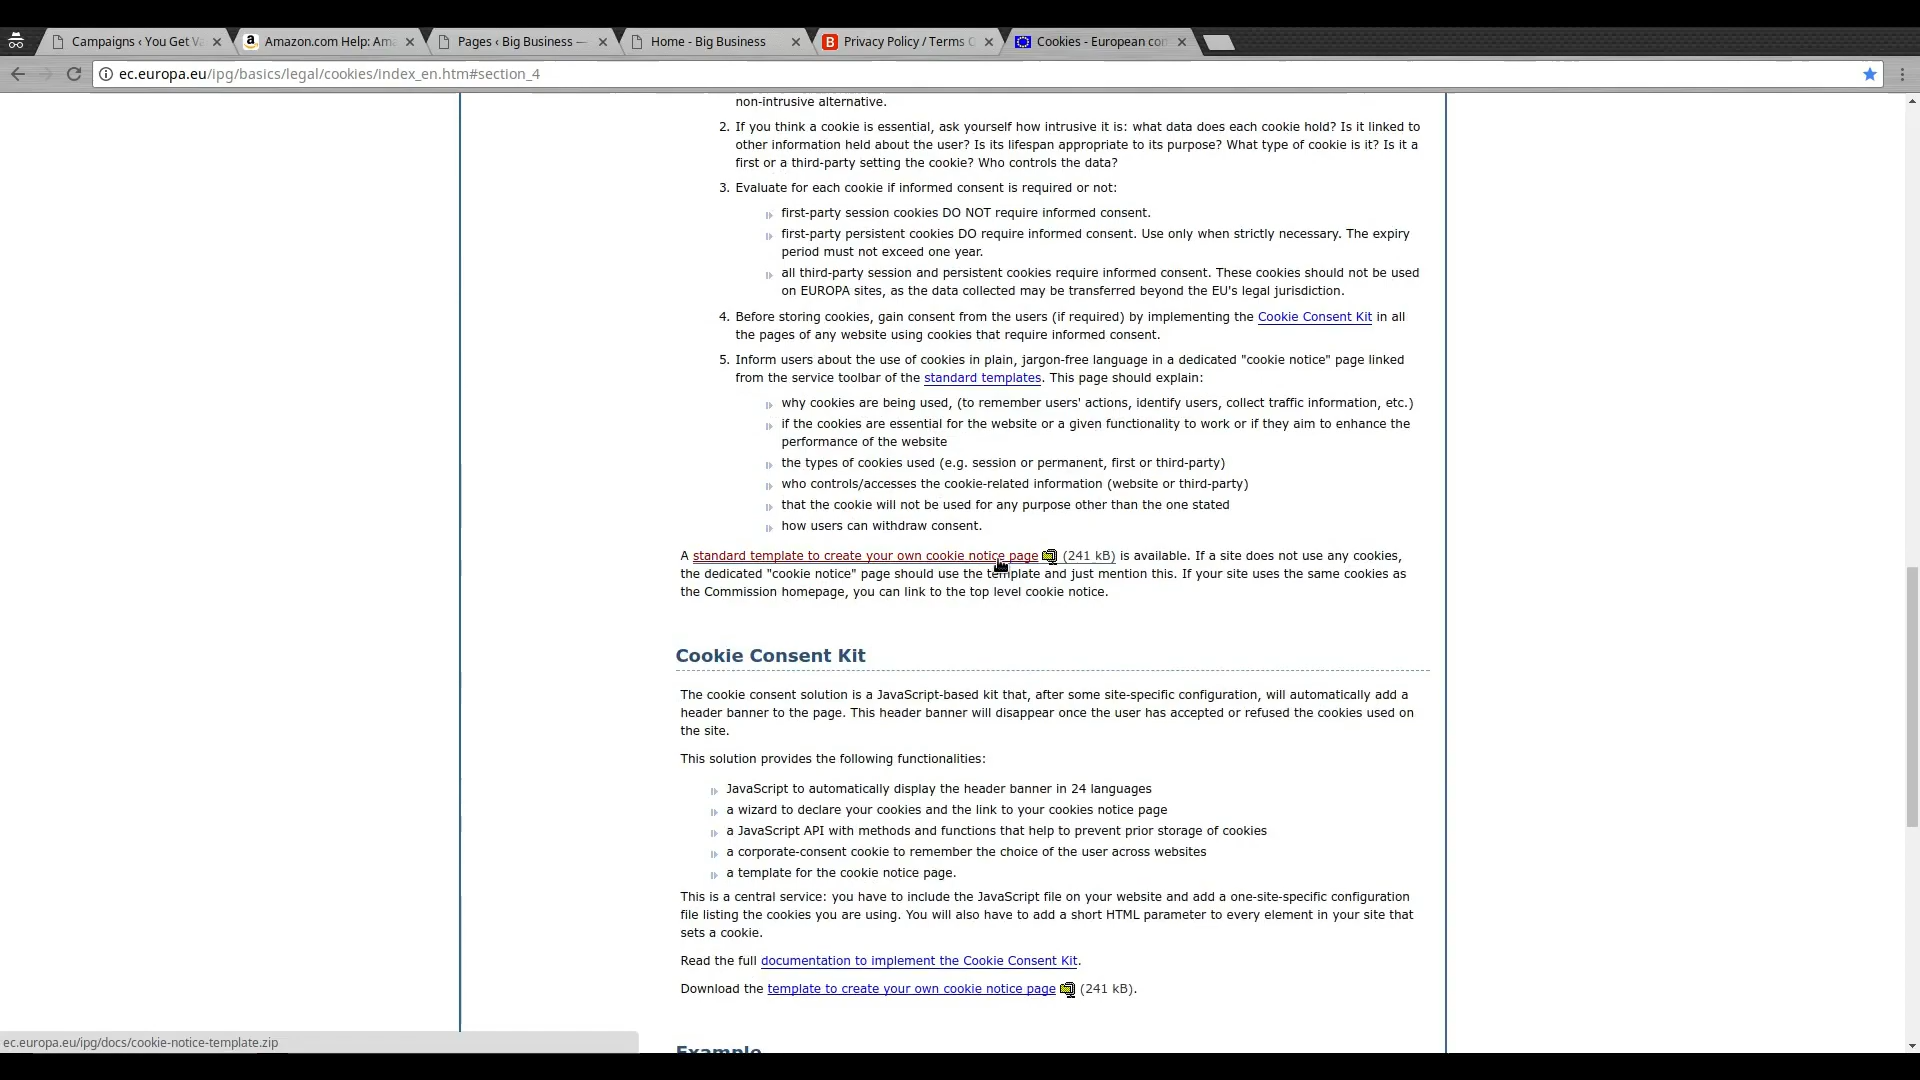 Campaigns ‹ You Get Va
Amazon.com Help: Ama
Pages ‹ Big Business —
Home - Big Business
Privacy Policy / Terms O
Cookies - European com
ec.europa.eu/ipg/basics/legal/cookies/index_en.htm#section_4
non-intrusive alternative.
2. If you think a cookie is essential, ask yourself how intrusive it is: what data does each cookie hold? Is it linked to
other information held about the user? Is its lifespan appropriate to its purpose? What type of cookie is it? Is it a
first or a third-party setting the cookie? Who controls the data?
3. Evaluate for each cookie if informed consent is required or not:
first-party session cookies DO NOT require informed consent.
first-party persistent cookies DO require informed consent. Use only when strictly necessary. The expiry
period must not exceed one year.
all third-party session and persistent cookies require informed consent. These cookies should not be used
on EUROPA sites, as the data collected may be transferred beyond the EU's legal jurisdiction.
4. Before storing cookies, gain consent from the users (if required) by implementing the Cookie Consent Kit in all
the pages of any website using cookies that require informed consent.
5. Inform users about the use of cookies in plain, jargon-free language in a dedicated "cookie notice" page linked
from the service toolbar of the standard templates. This page should explain:
why cookies are being used, (to remember users' actions, identify users, collect traffic information, etc.)
if the cookies are essential for the website or a given functionality to work or if they aim to enhance the
performance of the website
the types of cookies used (e.g. session or permanent, first or third-party)
who controls/accesses the cookie-related information (website or third-party)
that the cookie will not be used for any purpose other than the one stated
how users can withdraw consent.
A standard template to create your own cookie notice page (241 kB) is available. If a site does not use any cookies,
the dedicated "cookie notice" page should use the template and just mention this. If your site uses the same cookies as
the Commission homepage, you can link to the top level cookie notice.
Cookie Consent Kit
The cookie consent solution is a JavaScript-based kit that, after some site-specific configuration, will automatically add a
header banner to the page. This header banner will disappear once the user has accepted or refused the cookies used on
the site.
This solution provides the following functionalities:
JavaScript to automatically display the header banner in 24 languages
a wizard to declare your cookies and the link to your cookies notice page
a JavaScript API with methods and functions that help to prevent prior storage of cookies
a corporate-consent cookie to remember the choice of the user across websites
a template for the cookie notice page.
This is a central service: you have to include the JavaScript file on your website and add a one-site-specific configuration
file listing the cookies you are using. You will also have to add a short HTML parameter to every element in your site that
sets a cookie.
Read the full documentation to implement the Cookie Consent Kit.
Download the template to create your own cookie notice page (241 kB).
Example
ec.europa.eu/ipg/docs/cookie-notice-template.zip